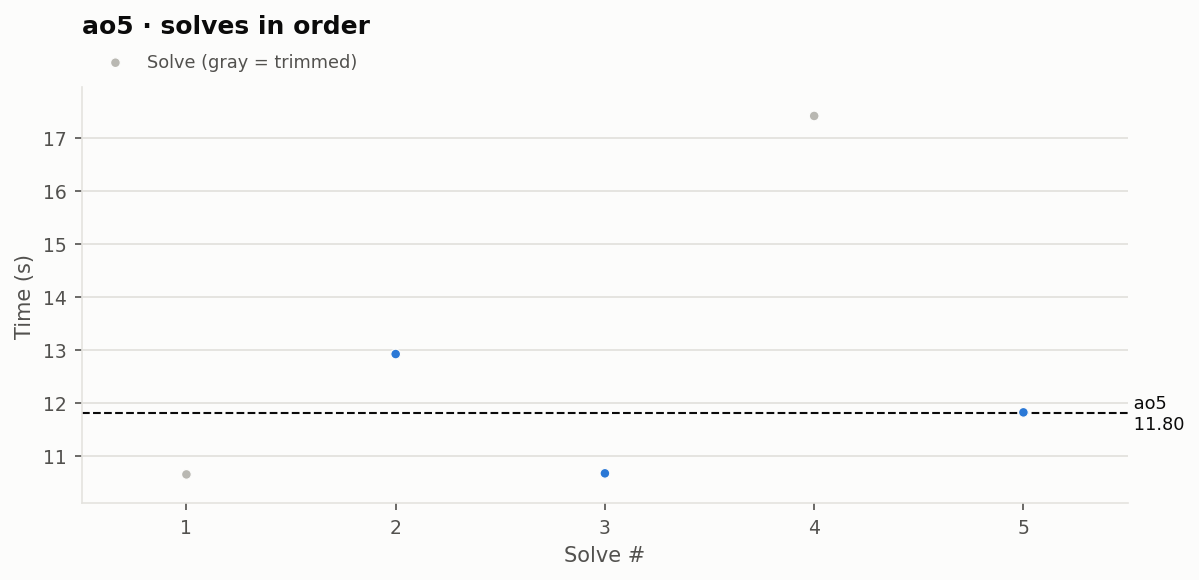 ao5 · solves in order
Solve (gray = trimmed)
Time (s)
17
16
15
14
13
12
11
ao5
11.80
1
2
3
4
5
Solve #